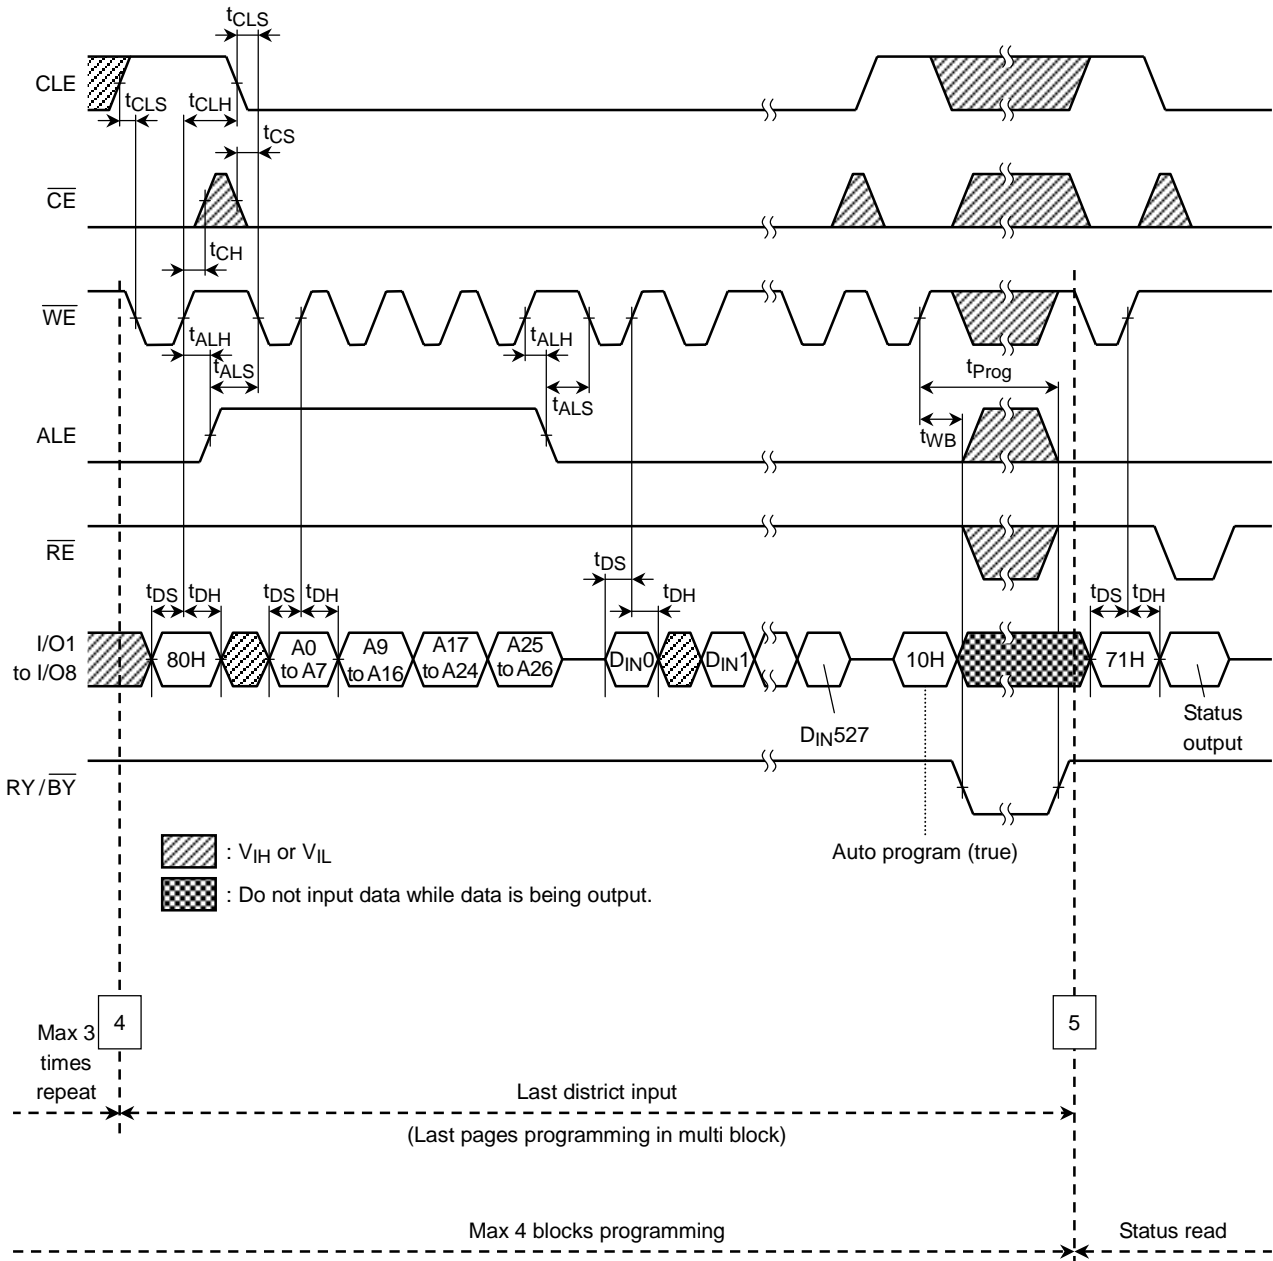 tCLS
CLE
tCLS
tCLH
tCS
CE
tCH
WE
tALH
tALS
tALH
tALS
tProg
tWB
ALE
RE
tDS
tDH
tDS
tDH
tDS
tDH
tDS
tDH
I/O1
to I/O8
80H
A0
to A7
A9
to A16
A17
to A24
A25
to A26
DIN0
DIN1
10H
71H
DIN527
Status
output
RY/BY
Auto program (true)
: VIH or VIL
: Do not input data while data is being output.
4
5
Max 3
times
repeat
Last district input
(Last pages programming in multi block)
Max 4 blocks programming
Status read